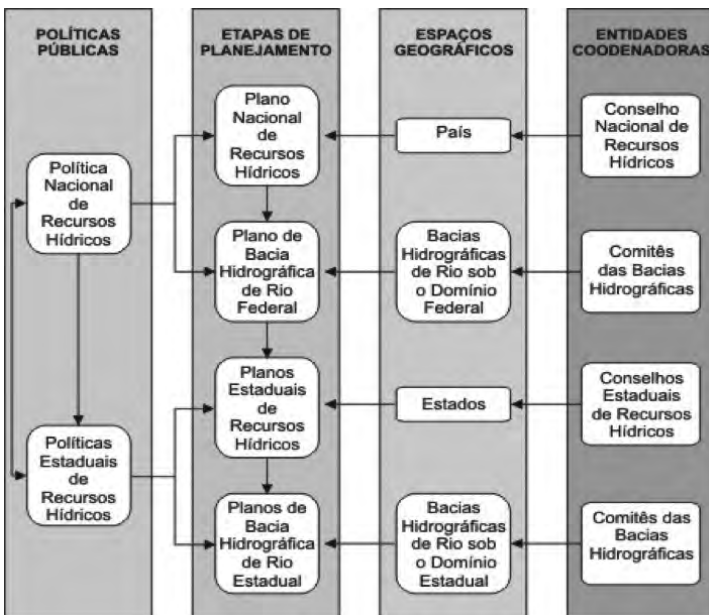 POLÍTICAS
PÚBLICAS
ETAPAS DE
PLANEJAMENTO
ESPAÇOS
GEOGRÁFICOS
ENTIDADES
COODENADORAS
Política
Nacional
de
Recursos
Hídricos
Políticas
Estaduais
de
Recursos
Hídricos
Plano
Nacional
de
Recursos
Hídricos
Plano de
Bacia
Hidrográfica
de Rio
Federal
Planos
Estaduais
de
Recursos
Hídricos
Planos de
Bacia
Hidrográfica
de Rio
Estadual
País
Bacias
Hidrográficas
de Rio sob
o Domínio
Federal
Estados
Bacias
Hidrográficas
de Rio sob
o Domínio
Estadual
Conselho
Nacional de
Recursos
Hídricos
Comitês
das Bacias
Hidrográficas
Conselhos
Estaduais
de Recursos
Hídricos
Comitês das
Bacias
Hidrográficas